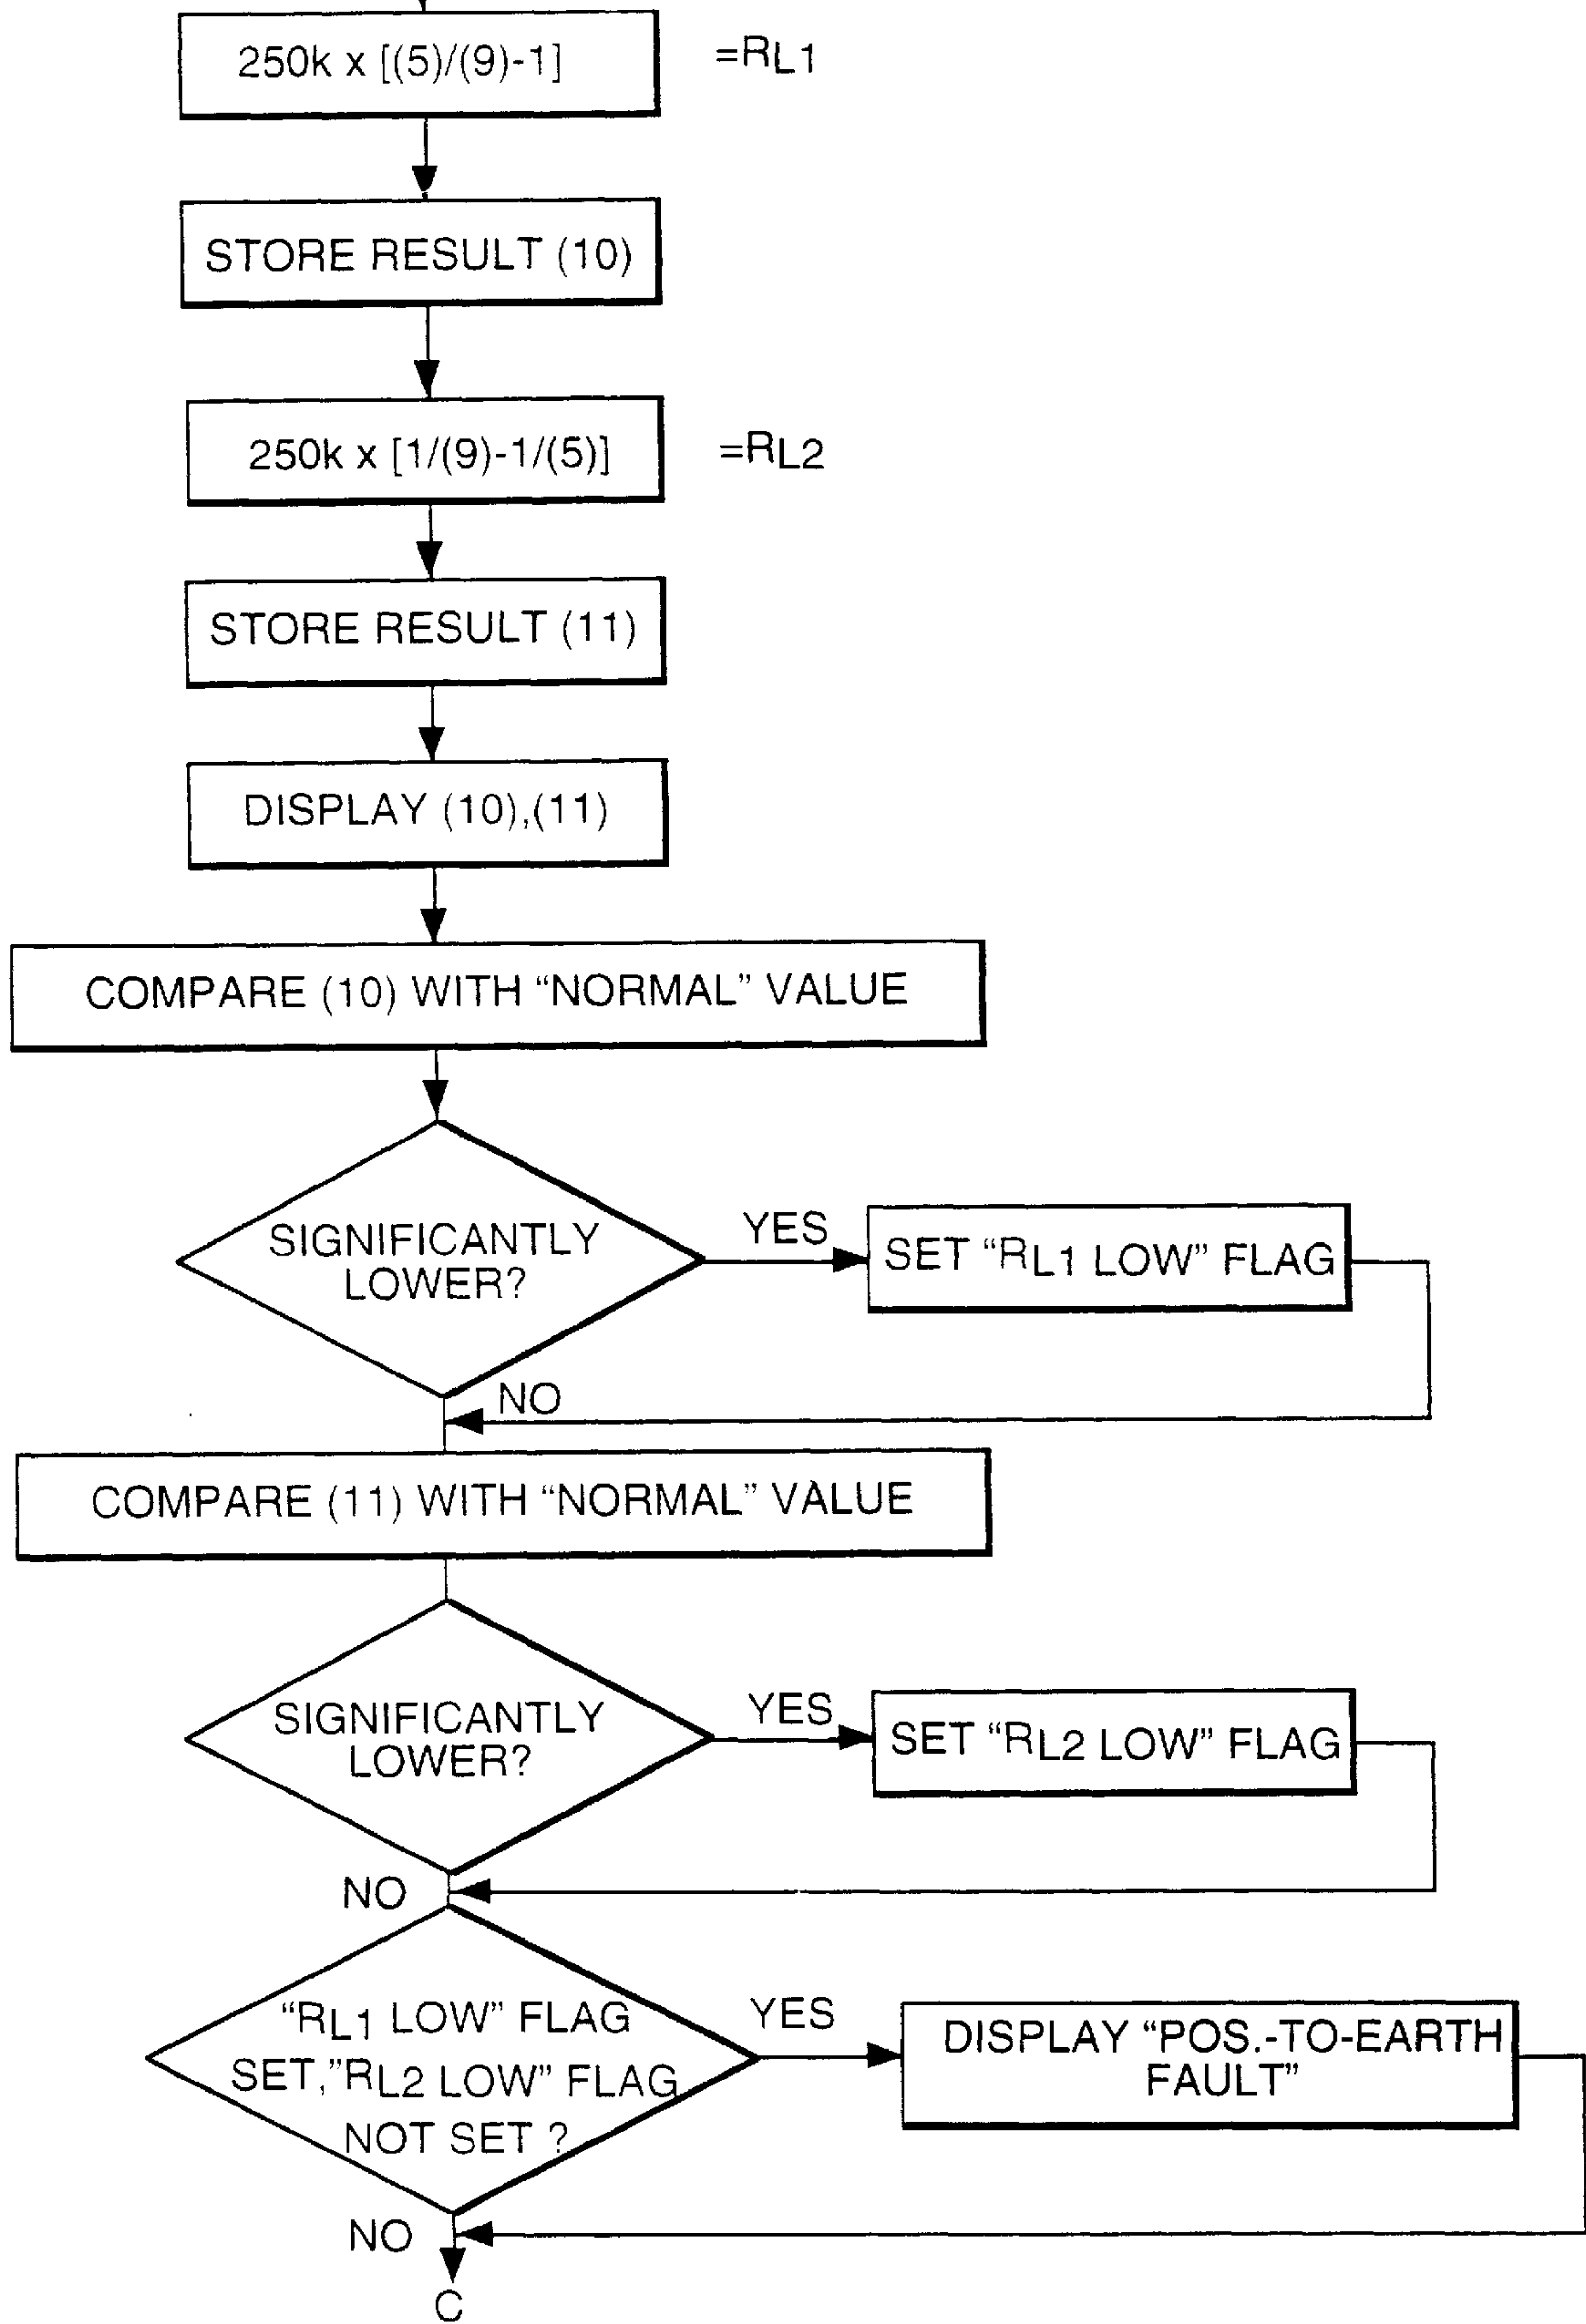 250k x [(5)/(9)-1]
=RL1
STORE RESULT (10)
250k x [1/(9)-1/(5)]
=RL2
STORE RESULT (11)
DISPLAY (10),(11)
COMPARE (10) WITH “NORMAL” VALUE
SIGNIFICANTLY
LOWER?
YES
SET “RL1 LOW” FLAG
NO
COMPARE (11) WITH “NORMAL” VALUE
SIGNIFICANTLY
LOWER?
YES
SET “RL2 LOW” FLAG
NO
“RL1 LOW” FLAG
SET,”RL2 LOW” FLAG
NOT SET ?
YES
DISPLAY “POS.-TO-EARTH
FAULT”
NO
C